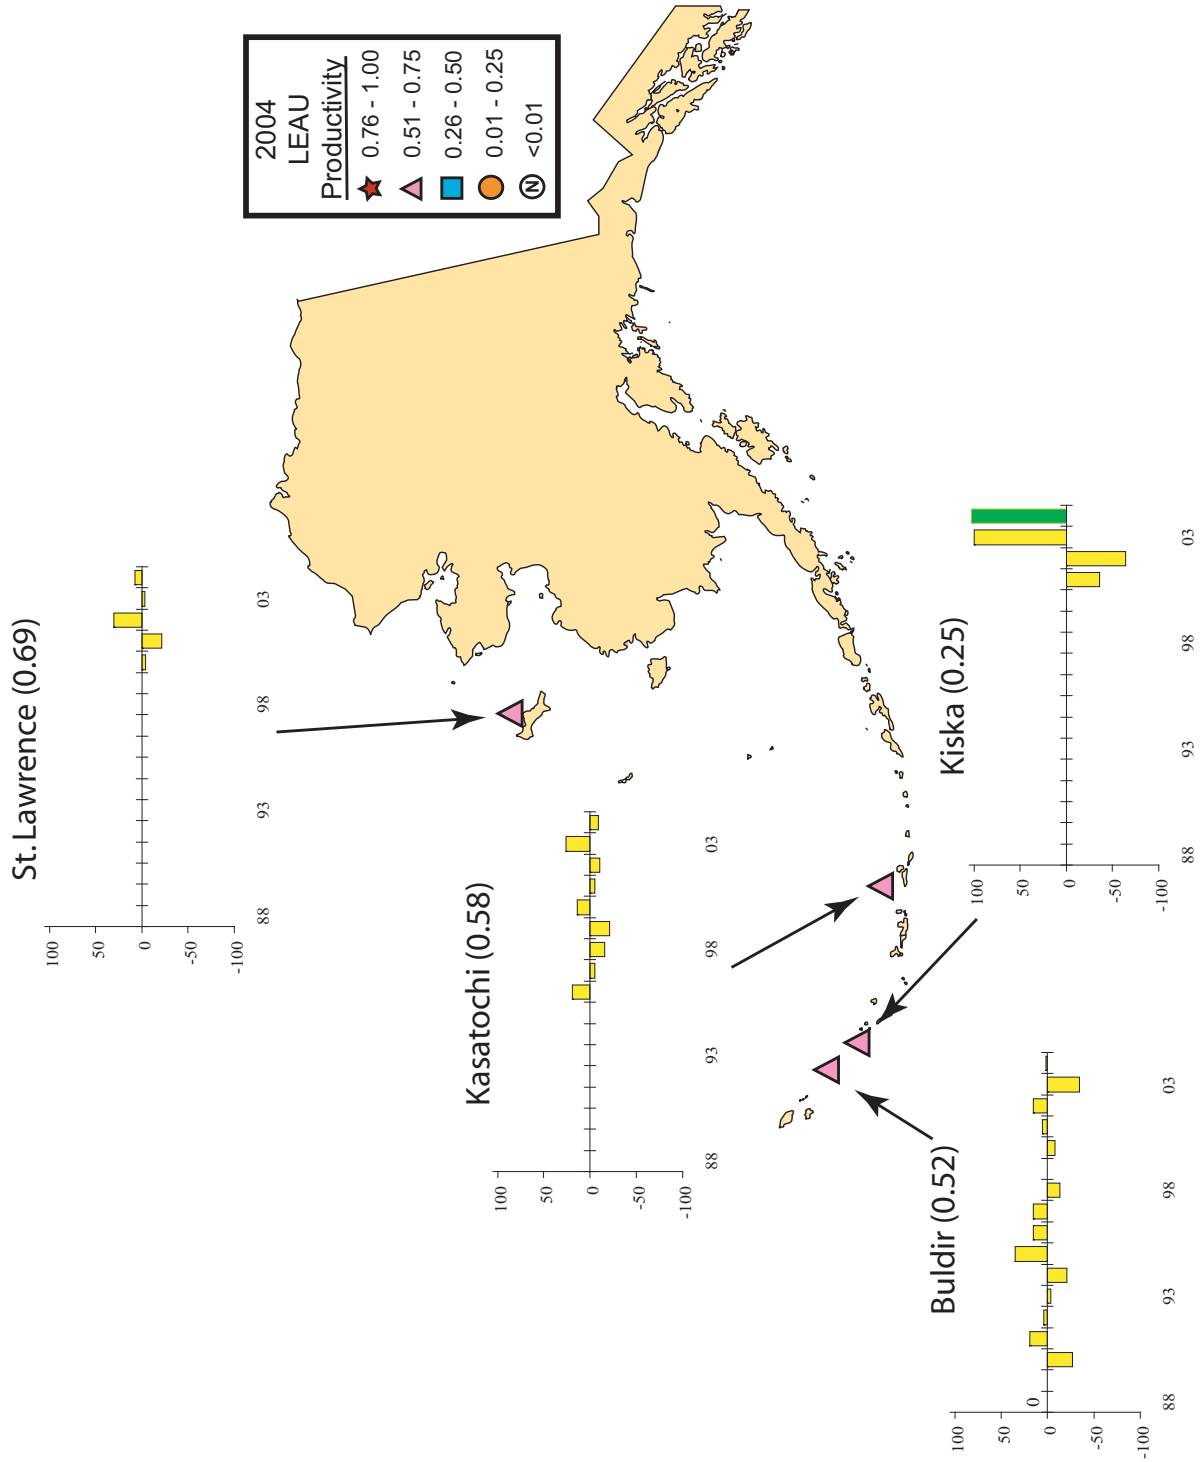 2004
LEAU
Productivity
0.76 - 1.00
0.51 - 0.75
0.26 - 0.50
0.01 - 0.25
N <0.01
St. Lawrence (0.69)
100
50
0
-50
-100
88 93 98 03
Kasatochi (0.58)
100
50
0
-50
-100
88 93 98 03
Kiska (0.25)
100
50
0
-50
-100
88 93 98 03
Buldir (0.52)
100
50
0
-50
-100
0
88 93 98 03